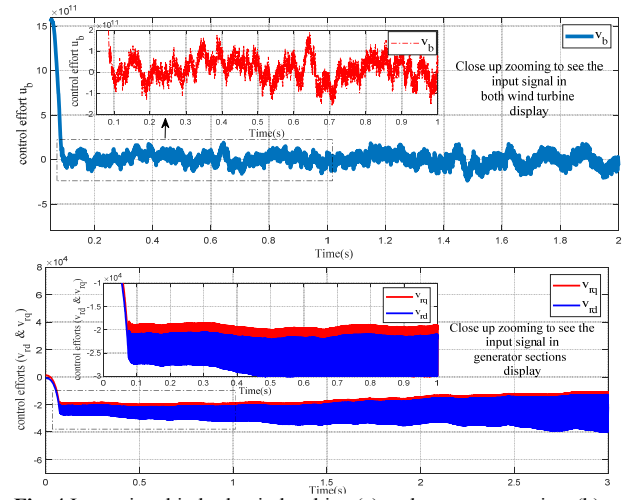 ×10¹¹
15
10
5
0
-5
control effort u_b
0.2
0.4
0.6
0.8
1
1.2
1.4
1.6
1.8
2
Time(s)
×10¹¹
2
1
0
-1
-2
control effort u_b
0.1
0.2
0.3
0.4
0.5
0.6
0.7
0.8
0.9
1
Time(s)
v_b
v_b
Close up zooming to see the
input signal in
both wind turbine
display
×10⁴
8
6
4
2
0
-2
-4
-6
control efforts (v_rd & v_rq)
0
0.5
1
1.5
2
2.5
3
Time(s)
×10⁴
-1
-1.5
-2
-2.5
-3
control efforts (v_rd & v_rq)
0
0.1
0.2
0.3
0.4
0.5
0.6
0.7
0.8
0.9
1
Time(s)
v_rq
v_rd
v_rq
v_rd
Close up zooming to see the
input signal in
generator sections
display